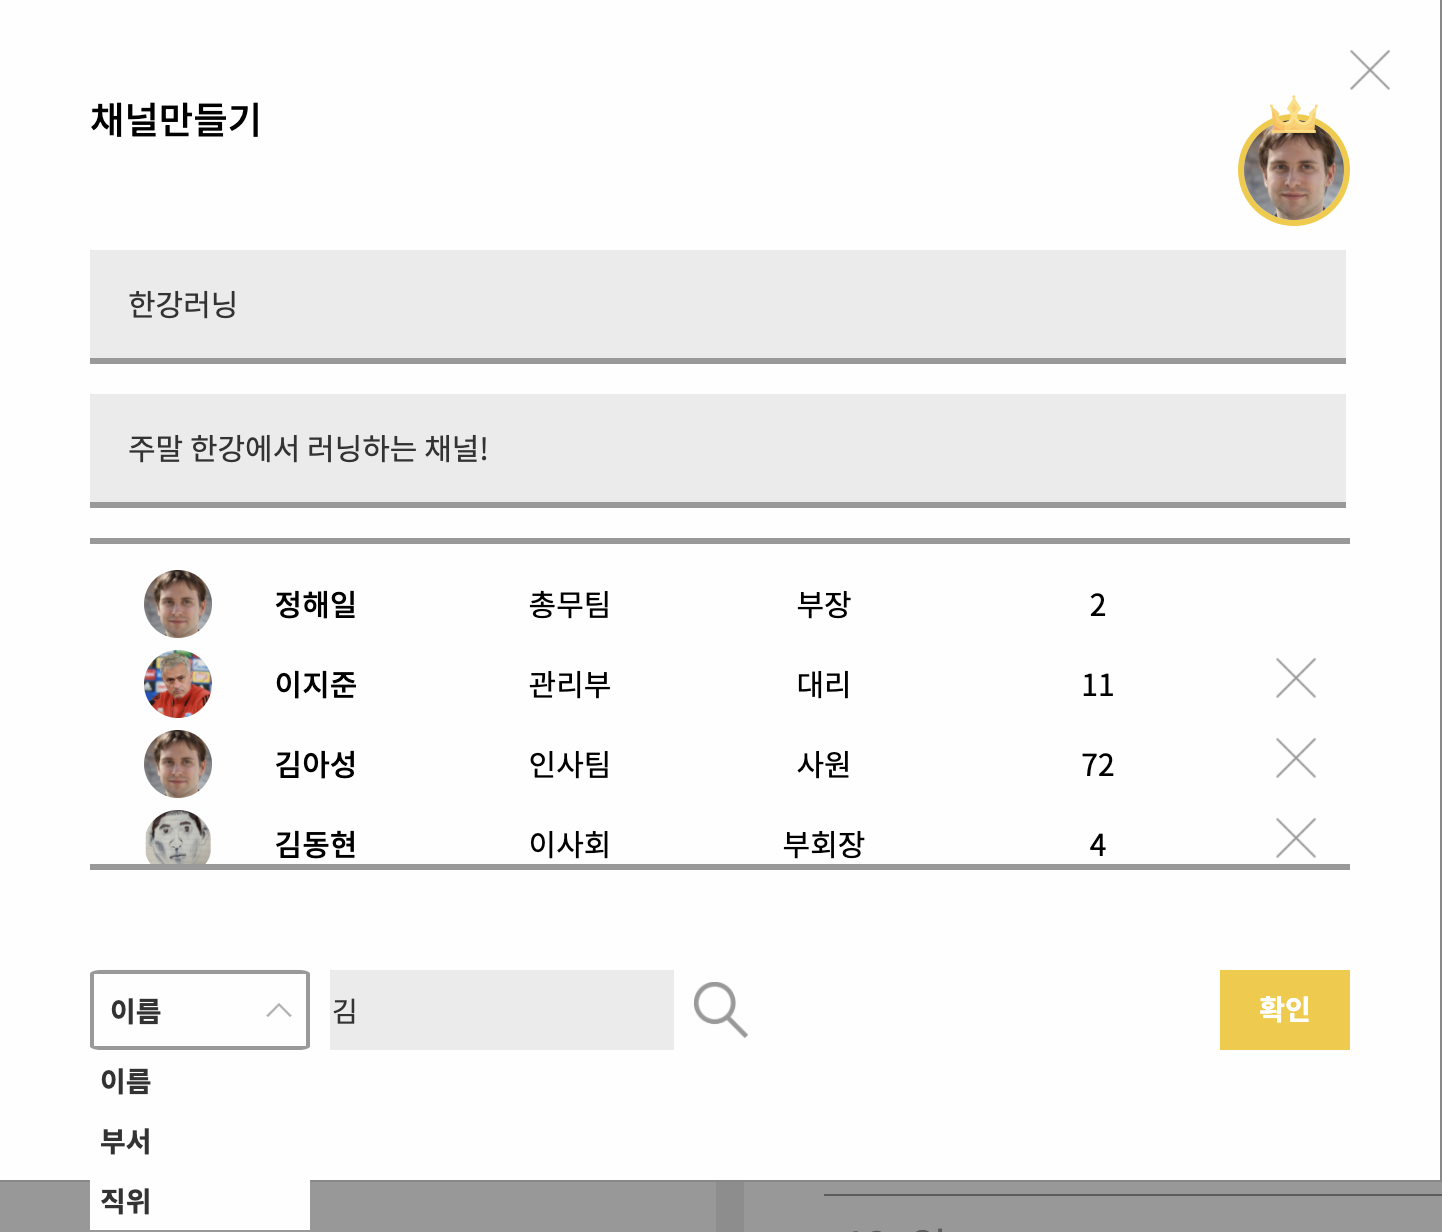 채널만들기
한강러닝
주말 한강에서 러닝하는 채널!
정해일 총무팀 부장 2
이지준 관리부 대리 11
김아성 인사팀 사원 72
김동현 이사회 부회장 4
이름 김 확인
이름
부서
직위